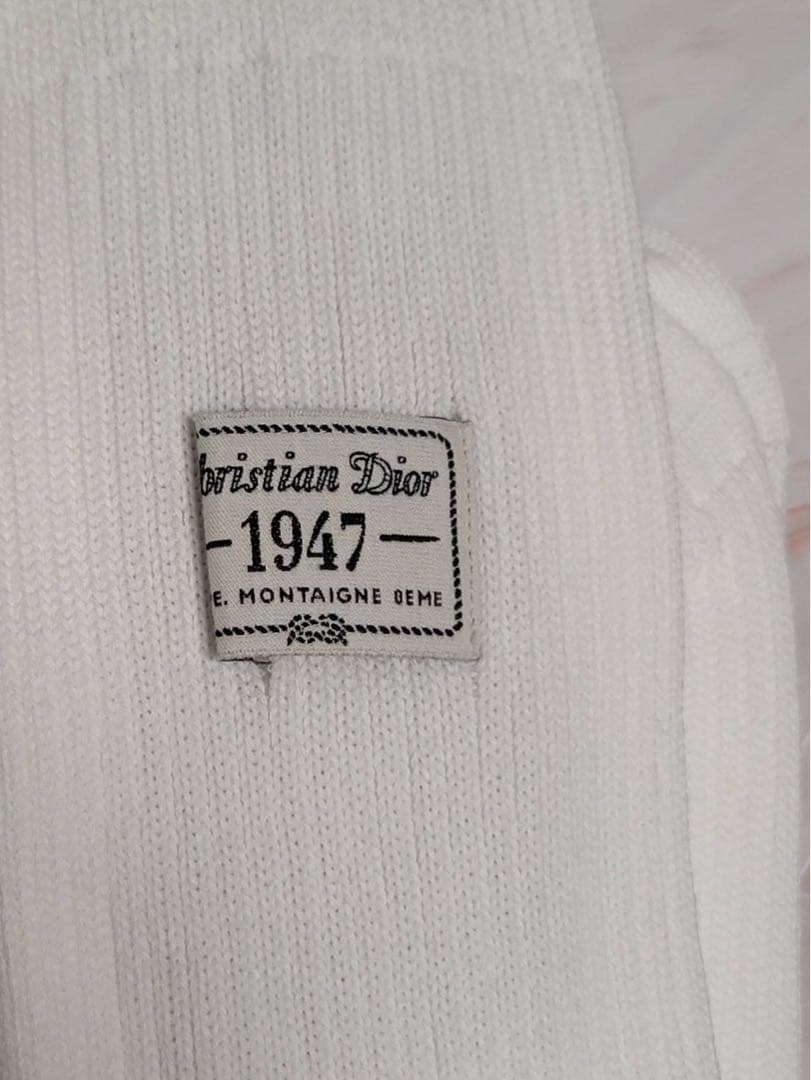 hristian Dior
-1947—
E. MONTAIGNE 8EME